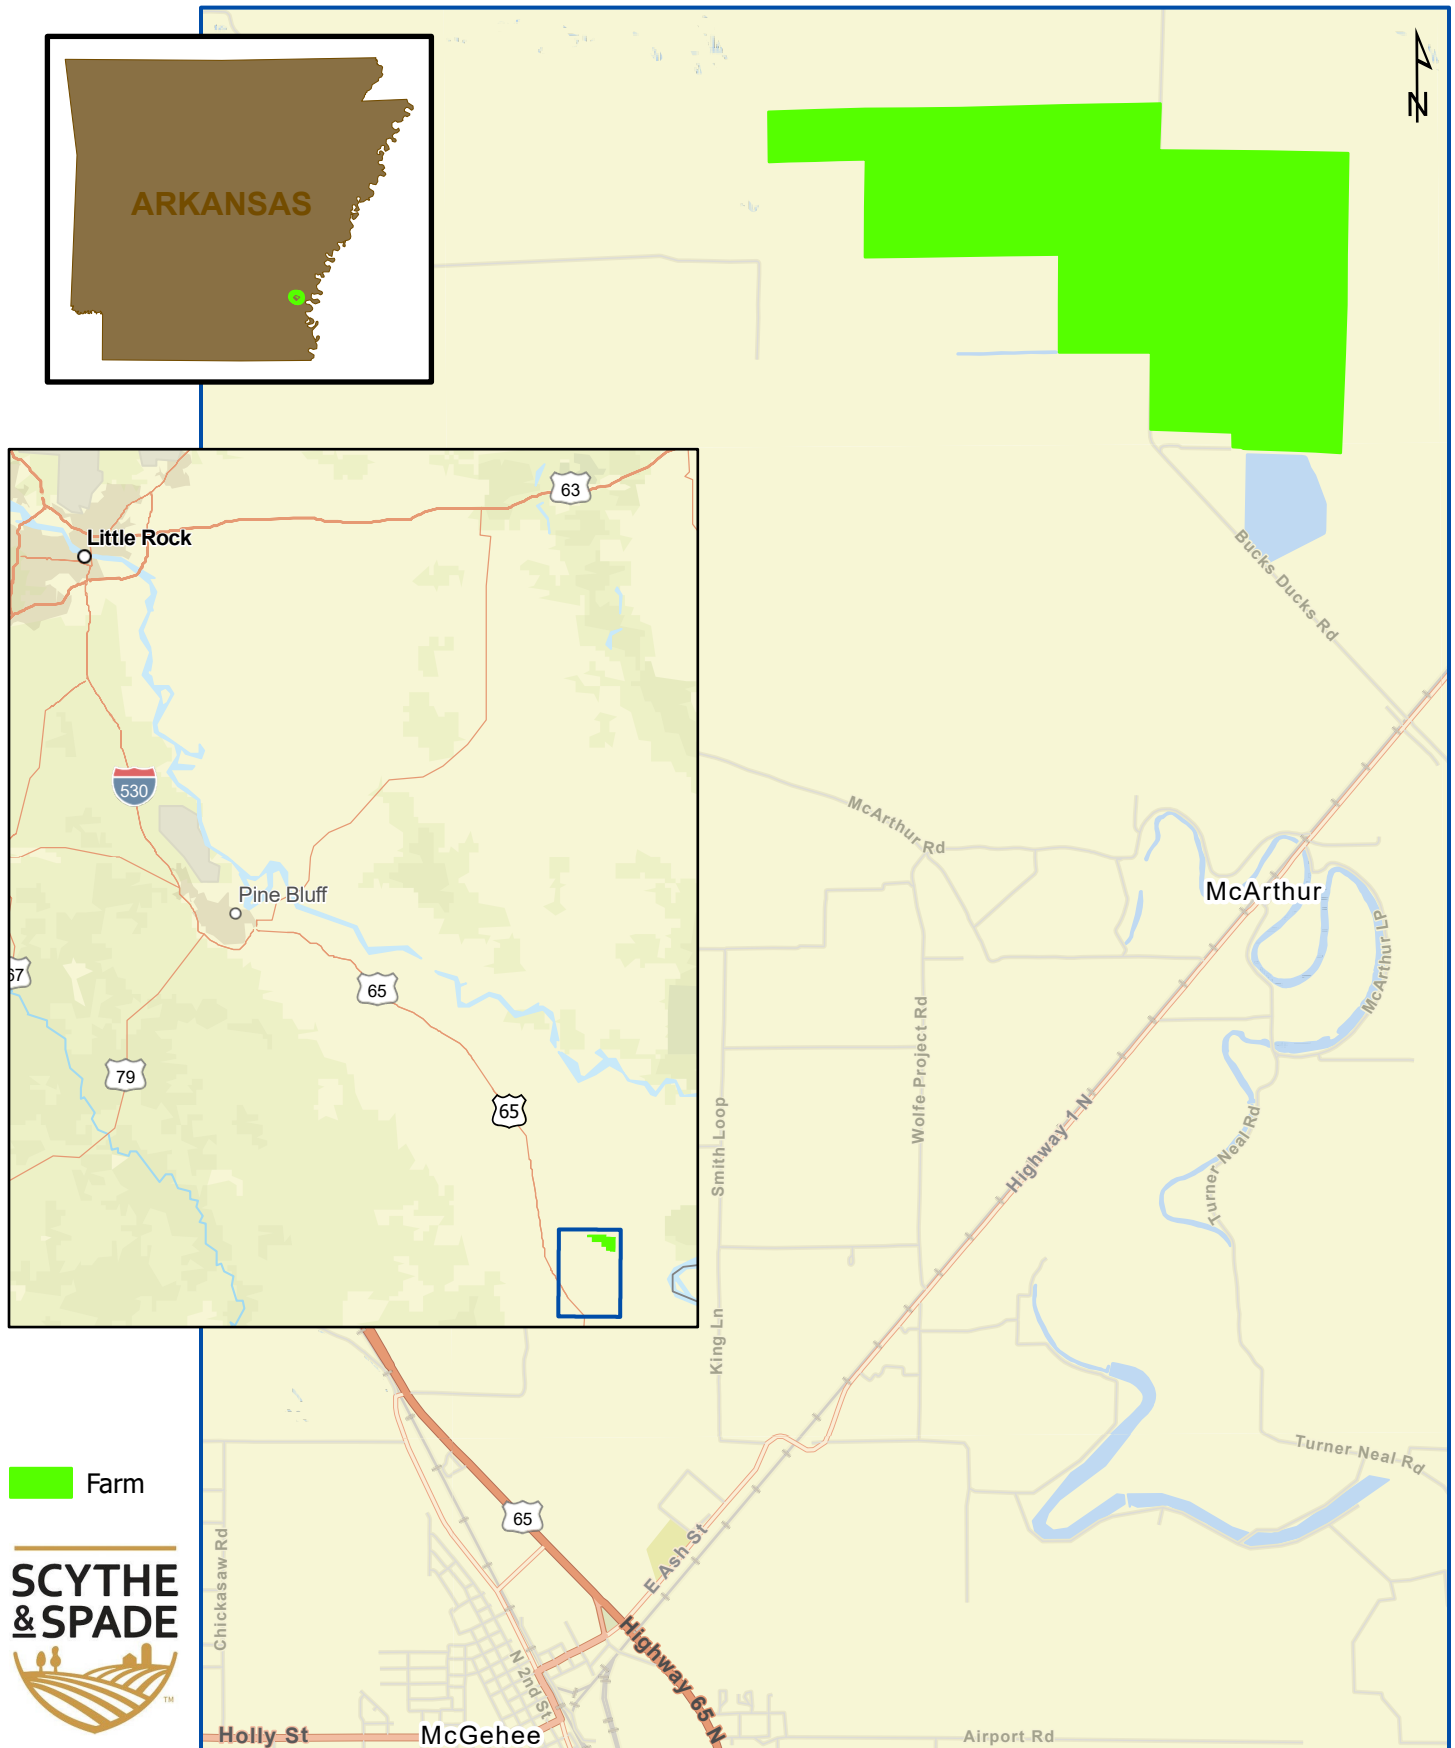 N
ARKANSAS
63
Little Rock
530
Pine Bluff
65
67
79
65
Bucks Ducks Rd
McArthur Rd
McArthur
McArthur LP
Wolfe Project Rd
Smith Loop
Highway 1 N
Turner Neal Rd
King Ln
Turner Neal Rd
Farm
65
E Ash St
Chickasaw Rd
SCYTHE
& SPADE
TM
N 2nd St
Highway 65 N
Holly St
McGehee
Airport Rd